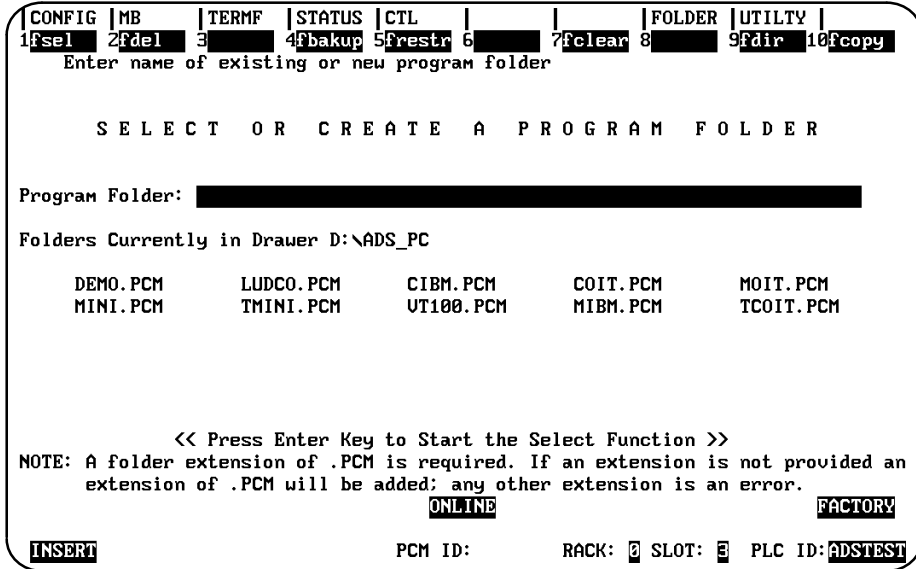 CONFIG |MB |TERMF |STATUS |CTL | | |FOLDER |UTILTY |
1fsel 2fdel 3 4fbakup 5frestr 6 7fclear 8 9fdir 10fcopy
Enter name of existing or new program folder
S E L E C T O R C R E A T E A P R O G R A M F O L D E R
Program Folder:
Folders Currently in Drawer D:\ADS_PC
DEMO.PCM LUDCO.PCM CIBM.PCM COIT.PCM MOIT.PCM
MINI.PCM TMINI.PCM VT100.PCM MIBM.PCM TCOIT.PCM
<< Press Enter Key to Start the Select Function >>
NOTE: A folder extension of .PCM is required. If an extension is not provided an
extension of .PCM will be added; any other extension is an error.
ONLINE FACTORY
INSERT PCM ID: RACK: 0 SLOT: 3 PLC ID: ADSTEST